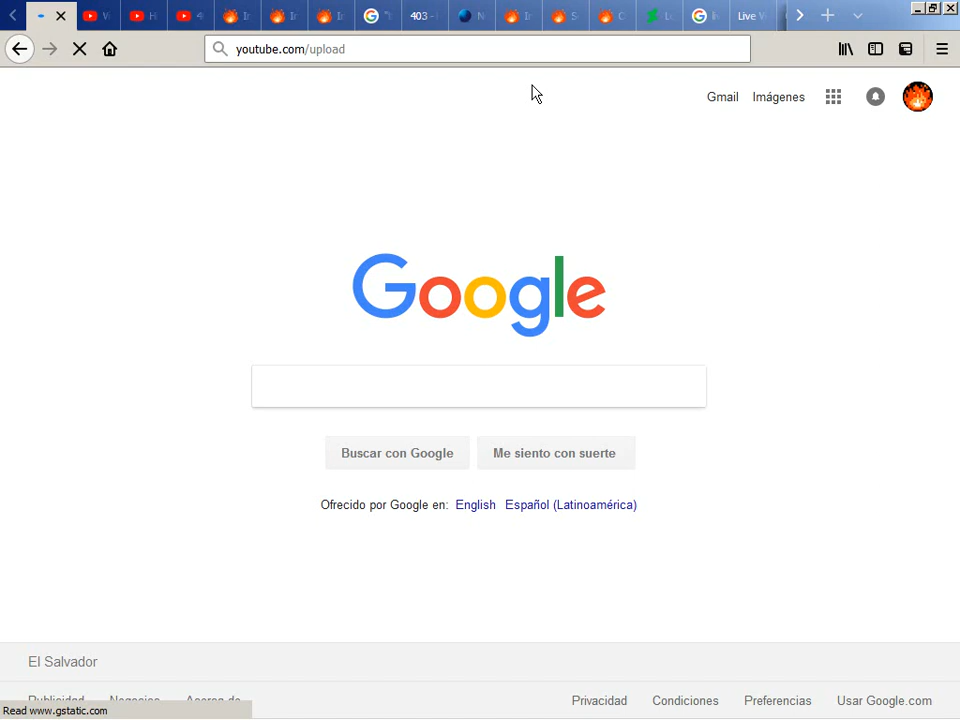 403 -
Live
youtube.com/upload
Gmail Imágenes
Google
Buscar con Google Me siento con suerte
Ofrecido por Google en: English Español (Latinoamérica)
El Salvador
Publicidad Negocios Acerca de
Privacidad Condiciones Preferencias Usar Google.com
Read www.gstatic.com